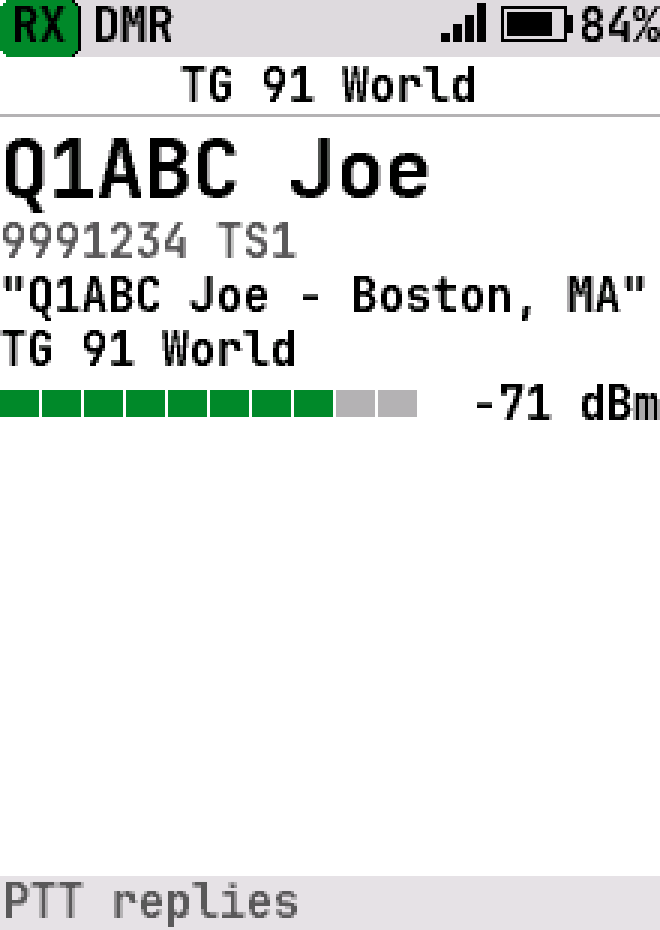 RX DMR 84%
TG 91 World
Q1ABC Joe
9991234 TS1
"Q1ABC Joe - Boston, MA"
TG 91 World
-71 dBm
PTT replies